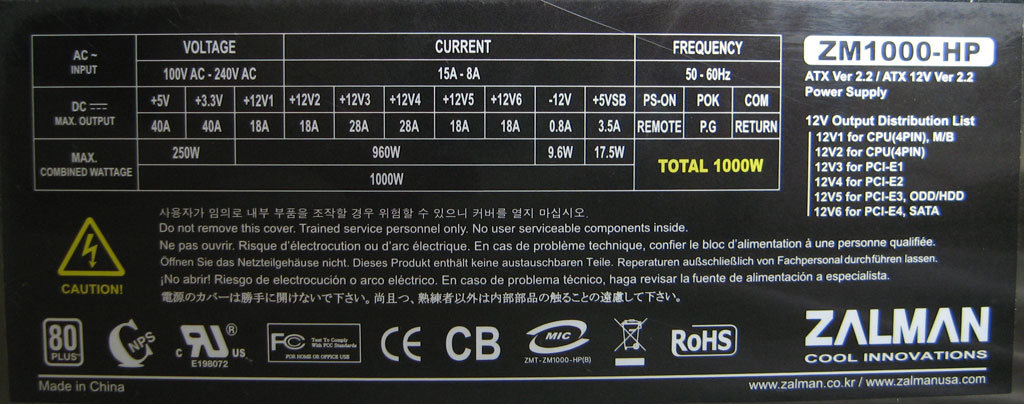 AC ~ INPUT VOLTAGE CURRENT FREQUENCY
100V AC - 240V AC 15A - 8A 50 - 60Hz
DC MAX. OUTPUT +5V +3.3V +12V1 +12V2 +12V3 +12V4 +12V5 +12V6 -12V +5VSB PS-ON POK COM
40A 40A 18A 18A 28A 28A 18A 18A 0.8A 3.5A REMOTE P.G RETURN
MAX. COMBINED WATTAGE 250W 960W 9.6W 17.5W TOTAL 1000W
1000W
ZM1000-HP
ATX Ver 2.2 / ATX 12V Ver 2.2
Power Supply
12V Output Distribution List
12V1 for CPU(4PIN), M/B
12V2 for CPU(4PIN)
12V3 for PCI-E1
12V4 for PCI-E2
12V5 for PCI-E3, ODD/HDD
12V6 for PCI-E4, SATA
CAUTION!
사용자가 임의로 내부 부품을 조작할 경우 위험할 수 있으니 커버를 열지 마십시오.
Do not remove this cover. Trained service personnel only. No user serviceable components inside.
Ne pas ouvrir. Risque d'électrocution ou d'arc électrique. En cas de problème technique, confier le bloc d'alimentation à une personne qualifiée.
Öffnen Sie das Netzteilgehäuse nicht. Dieses Produkt enthält keine austauschbaren Teile. Reperaturen außschließlich von Fachpersonal durchführen lassen.
¡No abrir! Riesgo de electrocución o arco eléctrico. En caso de problema técnico, haga revisar la fuente de alimentación a especialista.
電源のカバーは勝手に開けないで下さい。尚且つ、熟練者以外は内部部品の触ることの遠慮して下さい。
80 PLUS
C NPS
c UR ® US
E198072
FC Test To Comply With FCC Standards
FOR HOME OR OFFICE USE
CE
CB
MIC
ZMT-ZM1000-HP(B)
RoHS
ZALMAN
COOL INNOVATIONS
Made in China
www.zalman.co.kr / www.zalmanusa.com